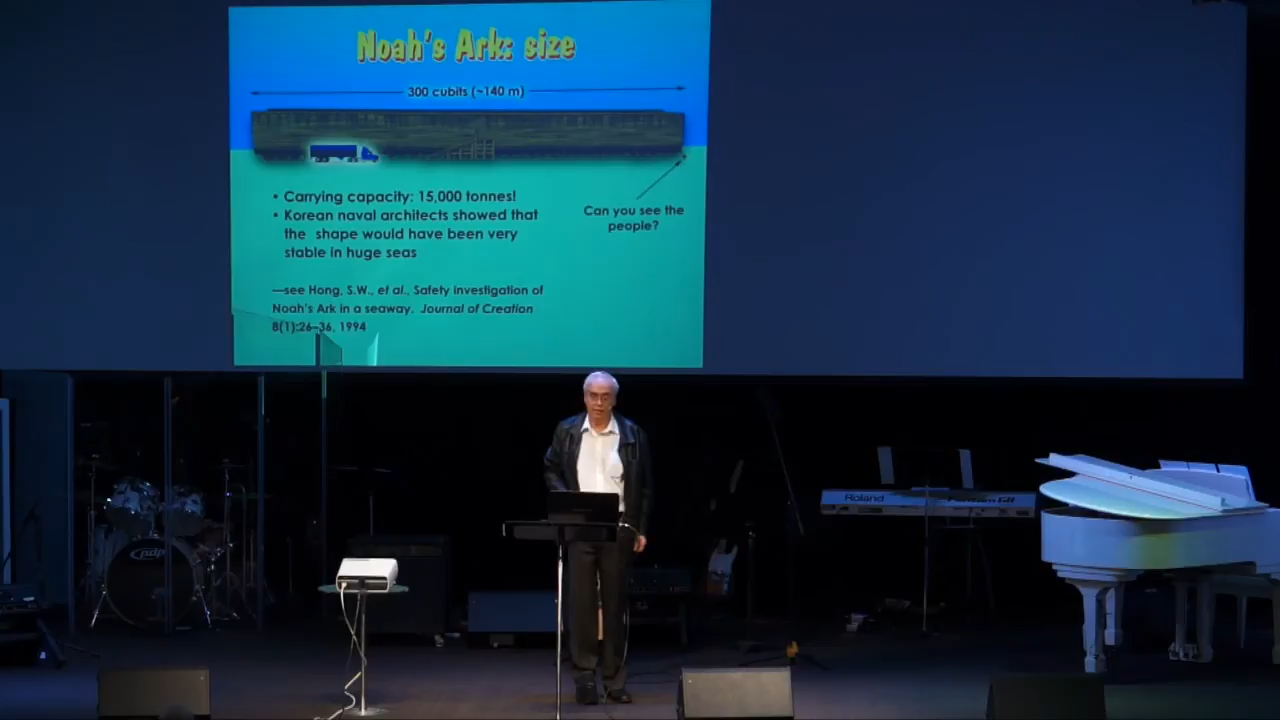 Noah's Ark: size
300 cubits (~140 m)
• Carrying capacity: 15,000 tonnes!
• Korean naval architects showed that
the shape would have been very
stable in huge seas
Can you see the
people?
—see Hong, S.W., et al., Safety investigation of
Noah's Ark in a seaway. Journal of Creation
8(1):26–36, 1994
pdp
Roland